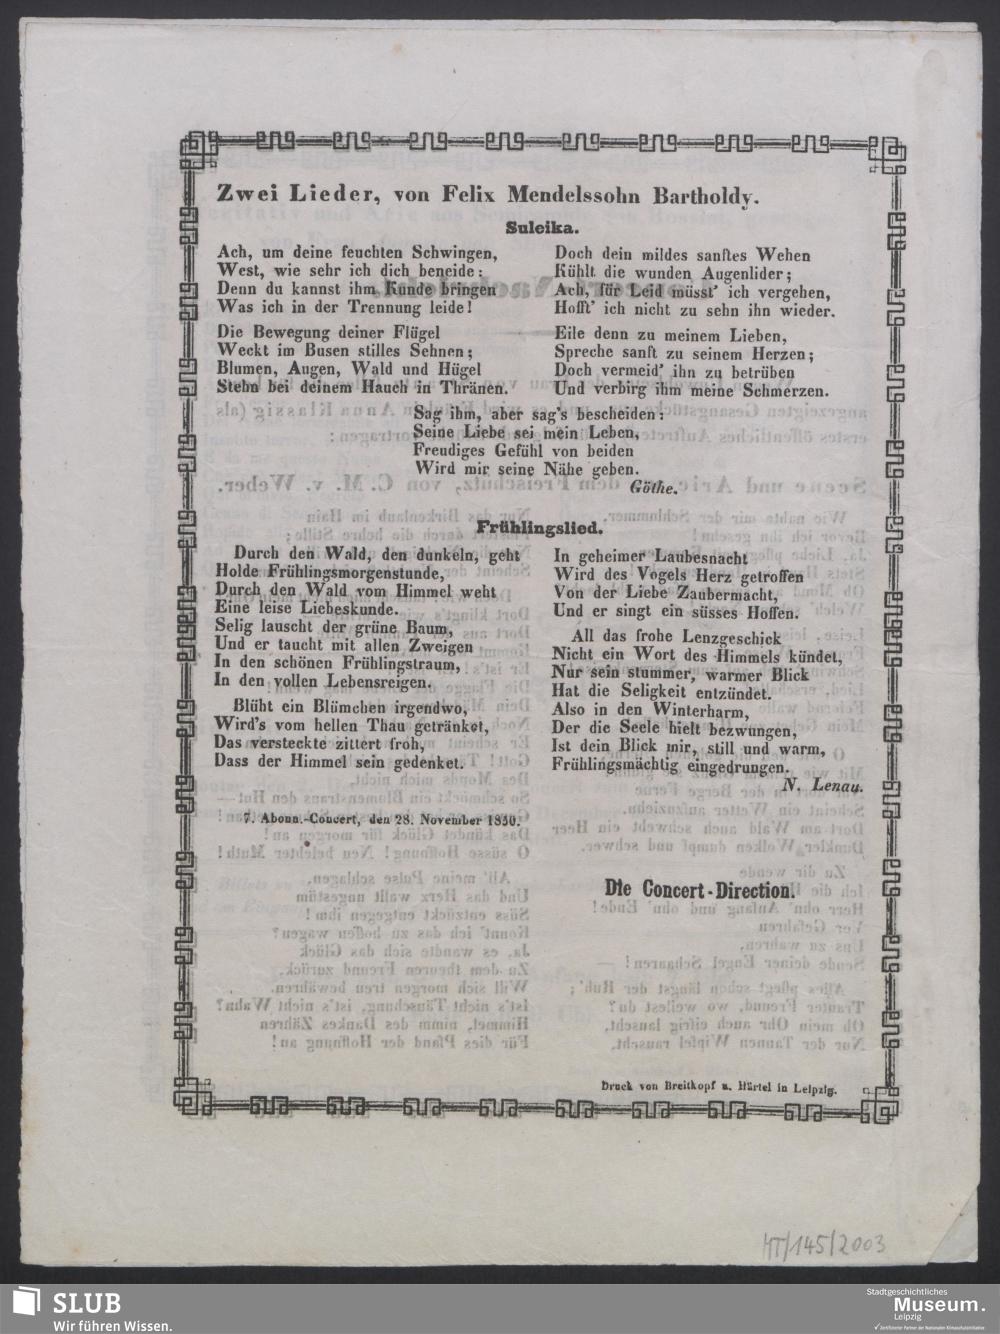 Zwei Lieder, von Felix Mendelssohn Bartholdy.
Suleika.
Ach, um deine feuchten Schwingen,
West, wie sehr ich dich beneide:
Denn du kannst ihm Kunde bringen
Was ich in der Trennung leide!
Die Bewegung deiner Flügel
Weckt im Busen stilles Sehnen;
Blumen, Augen, Wald und Hügel
Stehn bei deinem Hauch in Thränen.
Doch dein mildes sanftes Wehen
Kühlt die wunden Augenlider;
Ach, für Leid müsst' ich vergehen,
Hofft' ich nicht zu sehn ihn wieder.
Eile denn zu meinem Lieben,
Spreche sanft zu seinem Herzen;
Doch vermeid' ihn zu betrüben
Und verbirg ihm meine Schmerzen.
Sag ihm, aber sag's bescheiden:
Seine Liebe sei mein Leben,
Freudiges Gefühl von beiden
Wird mir seine Nähe geben.
Göthe.
Frühlingslied.
Durch den Wald, den dunkeln, geht
Holde Frühlingsmorgenstunde,
Durch den Wald vom Himmel weht
Eine leise Liebeskunde.
Selig lauscht der grüne Baum,
Und er taucht mit allen Zweigen
In den schönen Frühlingstraum,
In den vollen Lebensreigen.
Blüht ein Blümchen irgendwo,
Wird's vom hellen Thau getränket,
Das versteckte zittert froh,
Dass der Himmel sein gedenket.
In geheimer Laubesnacht
Wird des Vogels Herz getroffen
Von der Liebe Zaubermacht,
Und er singt ein süsses Hoffen.
All das frohe Lenzgeschick
Nicht ein Wort des Himmels kündet,
Nur sein stummer, warmer Blick
Hat die Seligkeit entzündet.
Also in den Winterharm,
Der die Seele hielt bezwungen,
Ist dein Blick mir, still und warm,
Frühlingsmächtig eingedrungen.
N. Lenau.
7. Abonn.-Concert, den 28. November 1850.
Die Concert-Direction.
Druck von Breitkopf u. Härtel in Leipzig.
MT/145/2003
SLUB
Wir führen Wissen.
Stadtgeschichtliches
Museum.
Leipzig
Zertifizierter Partner der Nationalen Klimaschutzinitiative